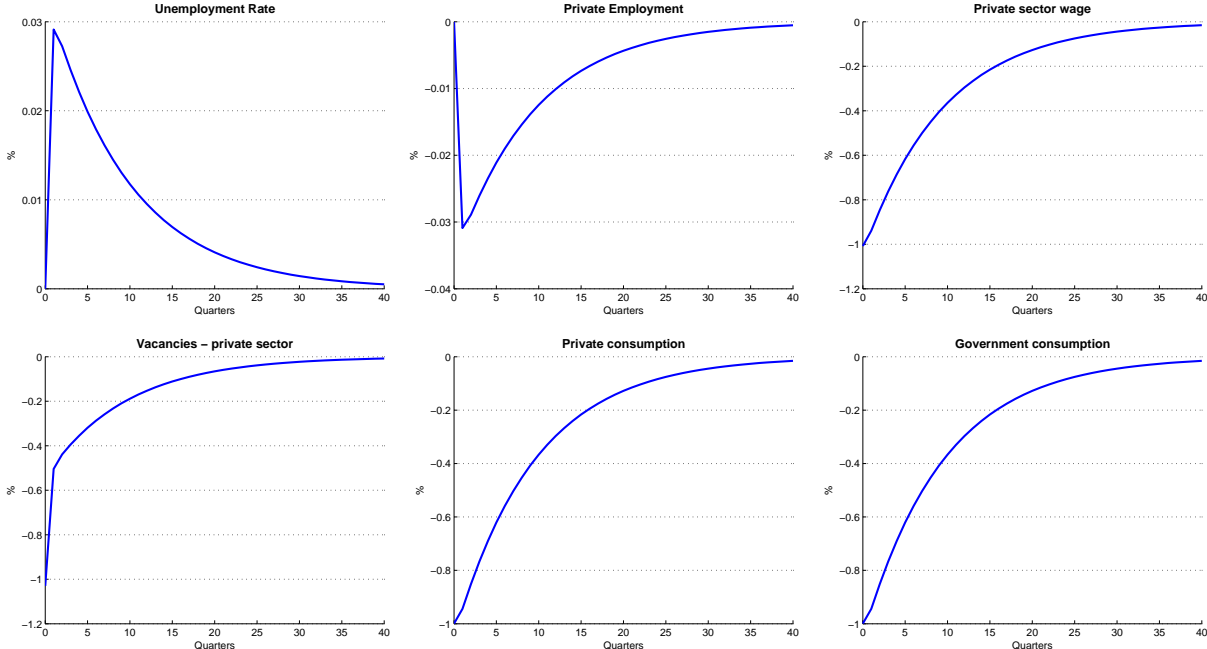 Unemployment Rate
0.03
0.02
0.01
0
%
0 5 10 15 20 25 30 35 40
Quarters
Private Employment
0
−0.01
−0.02
−0.03
−0.04
%
0 5 10 15 20 25 30 35 40
Quarters
Private sector wage
0
−0.2
−0.4
−0.6
−0.8
−1
−1.2
%
0 5 10 15 20 25 30 35 40
Quarters
Vacancies − private sector
0
−0.2
−0.4
−0.6
−0.8
−1
−1.2
%
0 5 10 15 20 25 30 35 40
Quarters
Private consumption
0
−0.2
−0.4
−0.6
−0.8
−1
%
0 5 10 15 20 25 30 35 40
Quarters
Government consumption
0
−0.2
−0.4
−0.6
−0.8
−1
%
0 5 10 15 20 25 30 35 40
Quarters